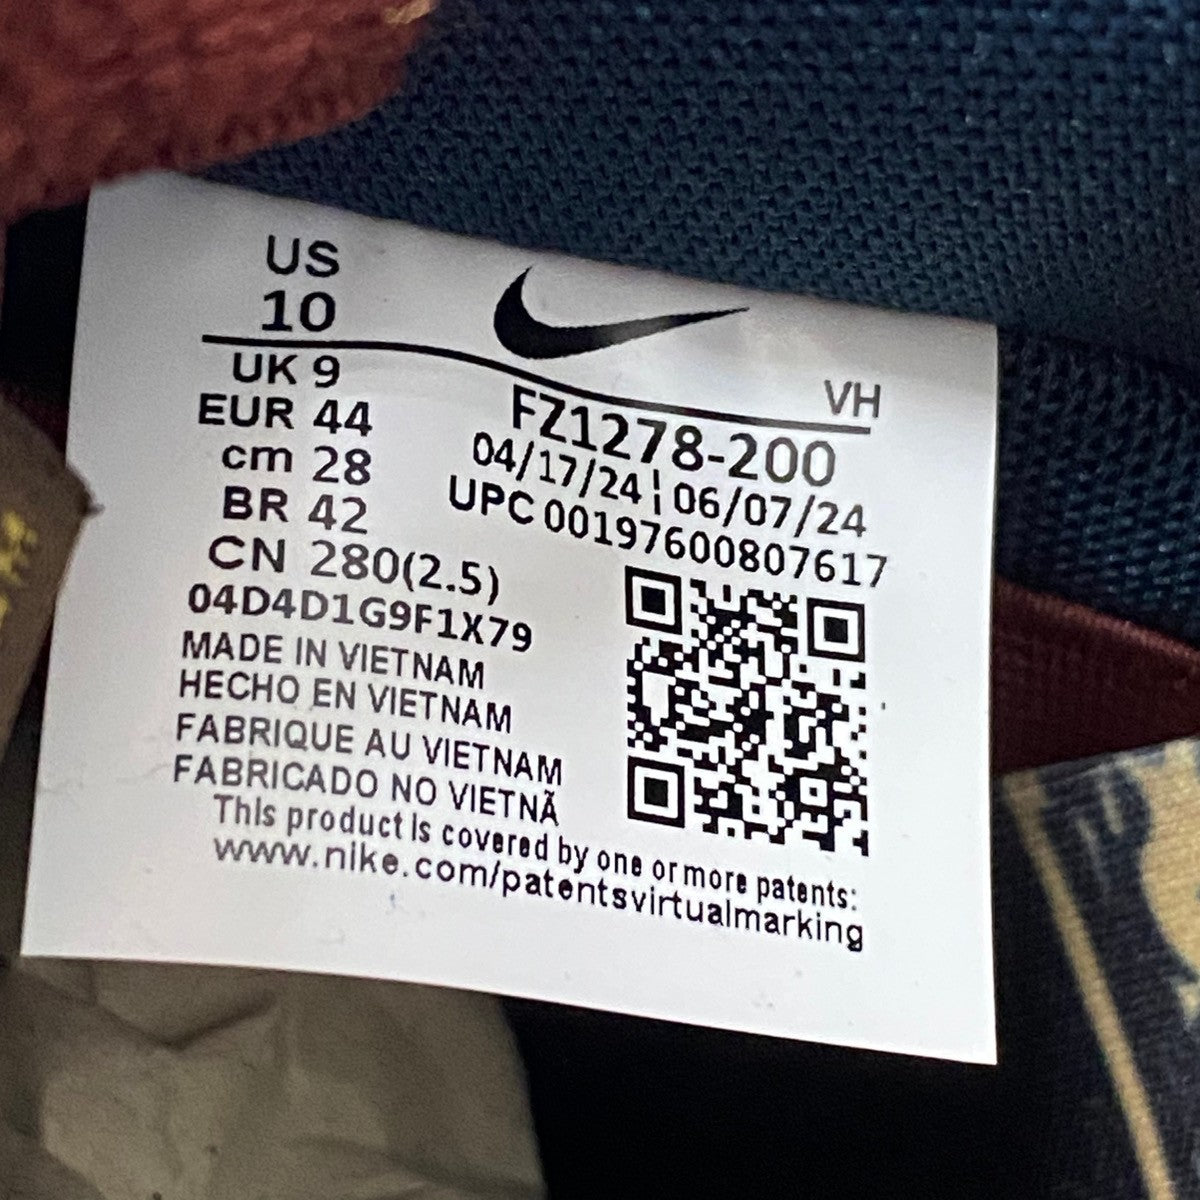 US
10
UK 9
EUR 44
cm 28
BR 42
CN 280(2.5)
04D4D1G9F1X79
VH
FZ1278-200
04/17/24¦06/07/24
UPC 00197600807617
MADE IN VIETNAM
HECHO EN VIETNAM
FABRIQUE AU VIETNAM
FABRICADO NO VIETNÃ
This product is covered by one or more patents:
www.nike.com/patentsvirtualmarking